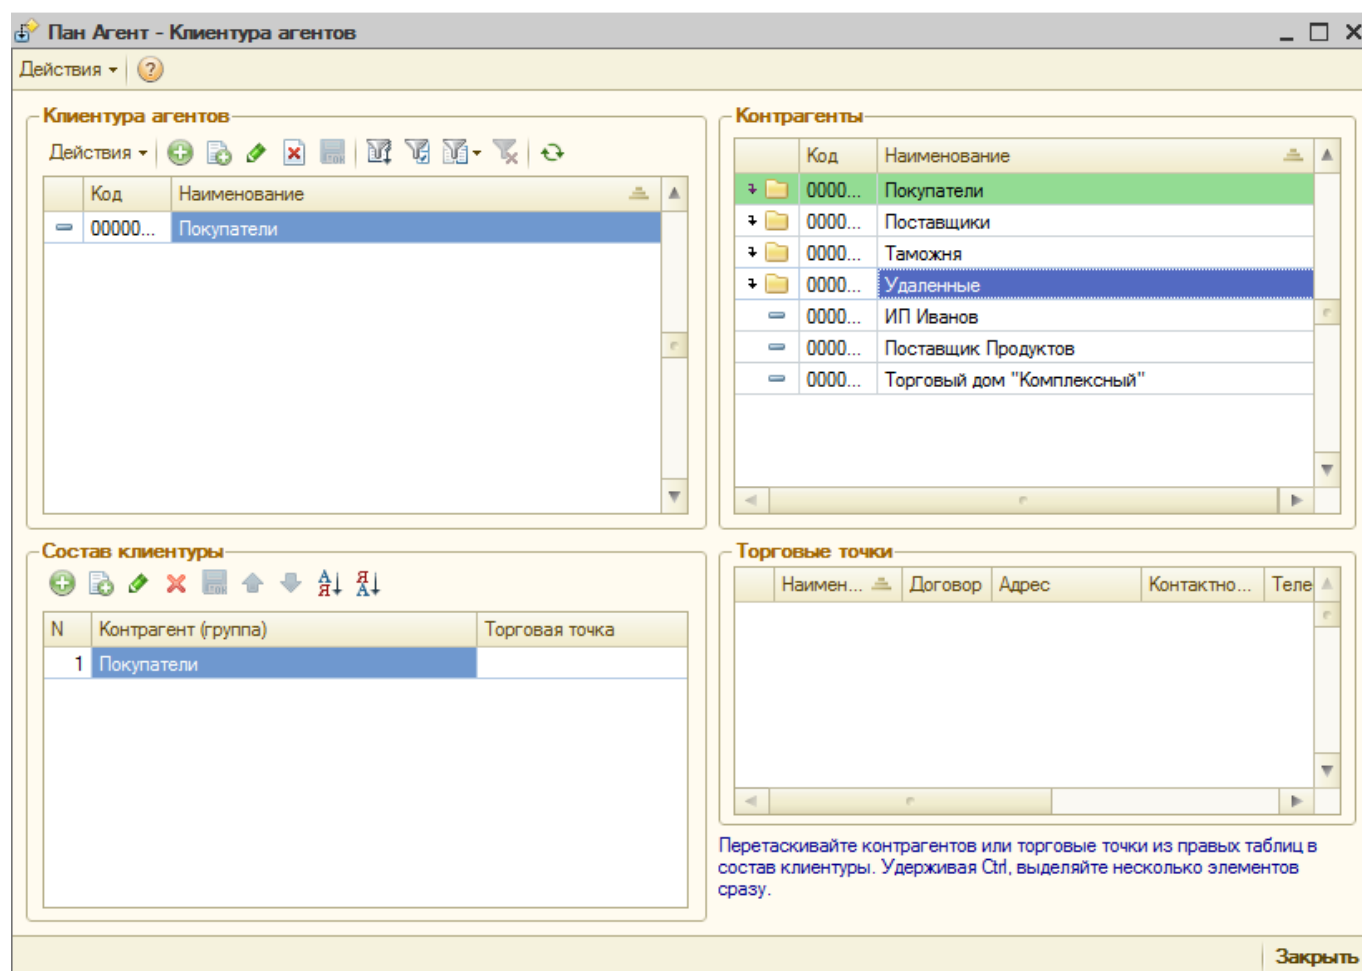 Пан Агент - Клиентура агентов
Действия
Клиентура агентов
Действия
Код Наименование
00000... Покупатели
Контрагенты
Код Наименование
0000... Покупатели
0000... Поставщики
0000... Таможня
0000... Удаленные
0000... ИП Иванов
0000... Поставщик Продуктов
0000... Торговый дом "Комплексный"
Состав клиентуры
N Контрагент (группа) Торговая точка
1 Покупатели
Торговые точки
Наимен... Договор Адрес Контактно... Теле
Перетаскивайте контрагентов или торговые точки из правых таблиц в
состав клиентуры. Удерживая Ctrl, выделяйте несколько элементов
сразу.
Закрыть